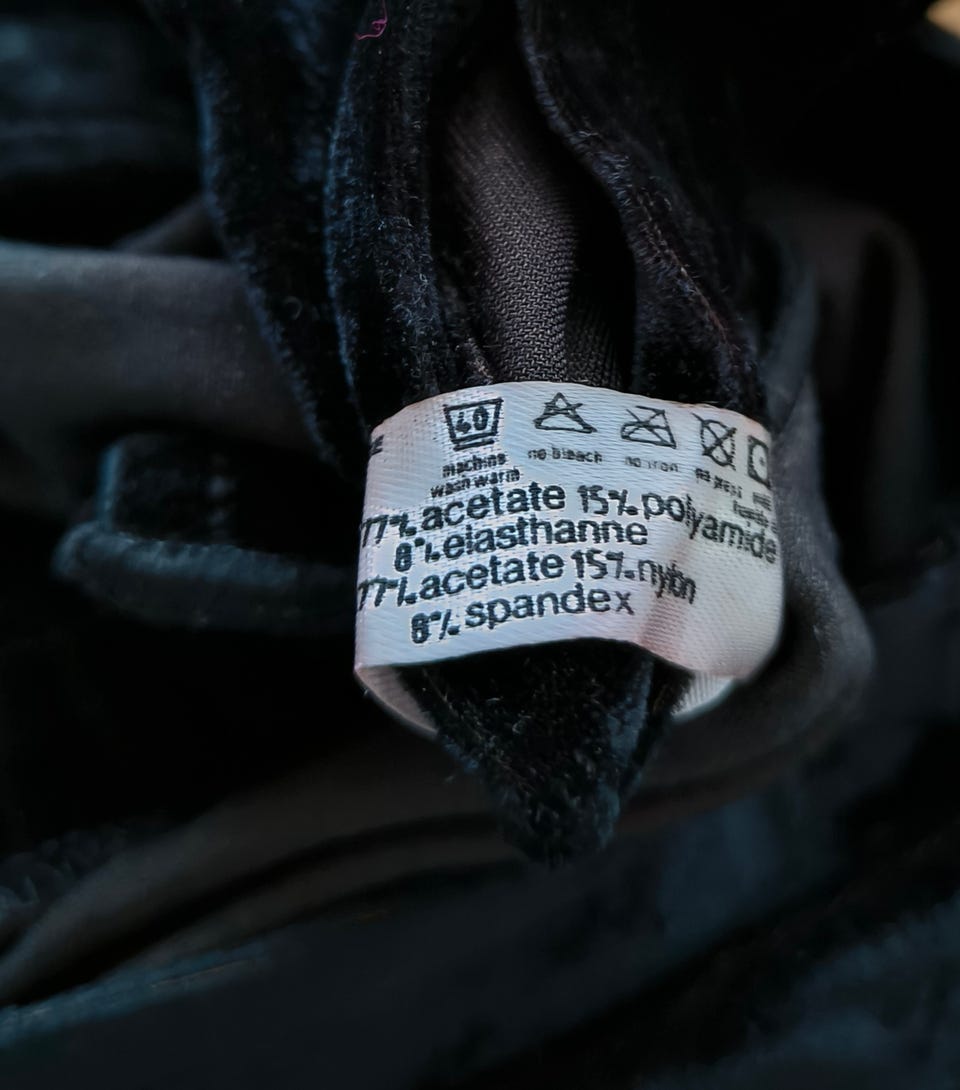 40
machine no bleach no iron
wash warm
77% acetate 15% polyamide
8% elasthanne
77% acetate 15% nylon
8% spandex